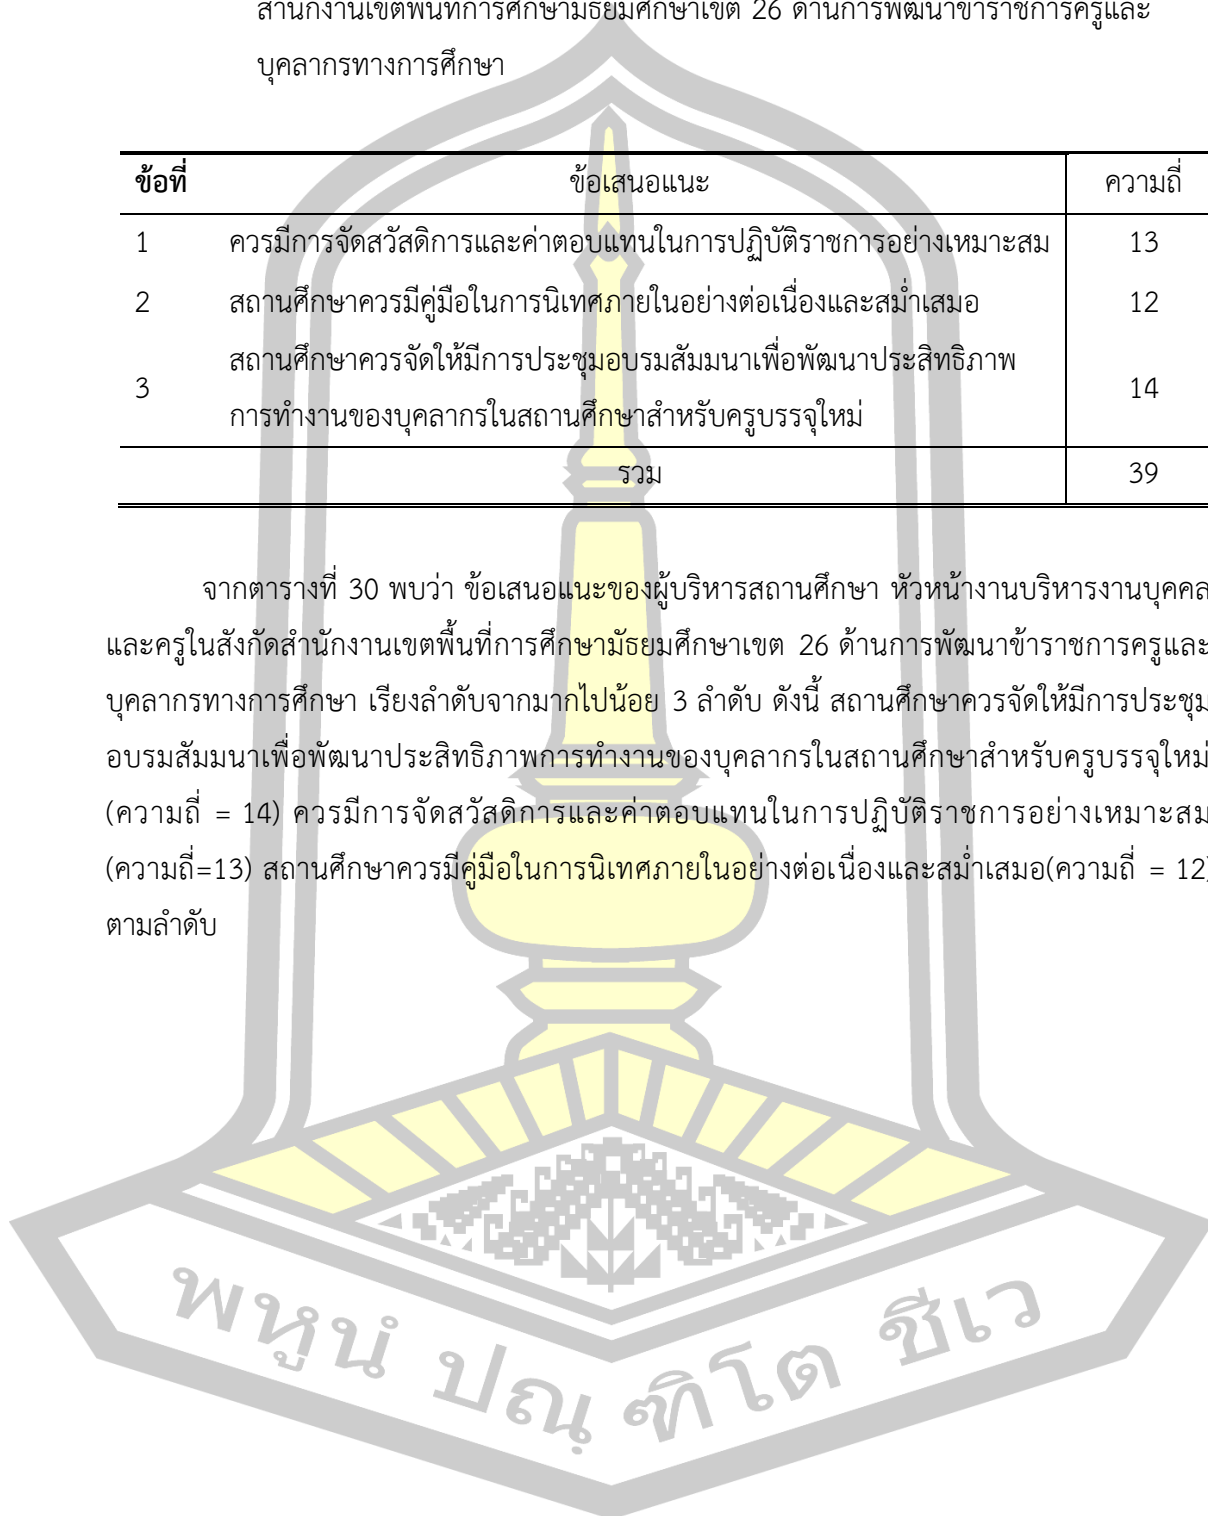 สำนักงานเขตพื้นที่การศึกษามัธยมศึกษาเขต 26 ด้านการพัฒนาข้าราชการครูและ
บุคลากรทางการศึกษา
ข้อที่ ข้อเสนอแนะ ความถี่
1 ควรมีการจัดสวัสดิการและค่าตอบแทนในการปฏิบัติราชการอย่างเหมาะสม 13
2 สถานศึกษาควรมีคู่มือในการนิเทศภายในอย่างต่อเนื่องและสม่ำเสมอ 12
3 สถานศึกษาควรจัดให้มีการประชุมอบรมสัมมนาเพื่อพัฒนาประสิทธิภาพ
การทำงานของบุคลากรในสถานศึกษาสำหรับครูบรรจุใหม่ 14
รวม 39
จากตารางที่ 30 พบว่า ข้อเสนอแนะของผู้บริหารสถานศึกษา หัวหน้างานบริหารงานบุคคล
และครูในสังกัดสำนักงานเขตพื้นที่การศึกษามัธยมศึกษาเขต 26 ด้านการพัฒนาข้าราชการครูและ
บุคลากรทางการศึกษา เรียงลำดับจากมากไปน้อย 3 ลำดับ ดังนี้ สถานศึกษาควรจัดให้มีการประชุม
อบรมสัมมนาเพื่อพัฒนาประสิทธิภาพการทำงานของบุคลากรในสถานศึกษาสำหรับครูบรรจุใหม่
(ความถี่ = 14) ควรมีการจัดสวัสดิการและค่าตอบแทนในการปฏิบัติราชการอย่างเหมาะสม
(ความถี่=13) สถานศึกษาควรมีคู่มือในการนิเทศภายในอย่างต่อเนื่องและสม่ำเสมอ(ความถี่ = 12)
ตามลำดับ
พหูนํ ปณฺฑิโต ชีเว